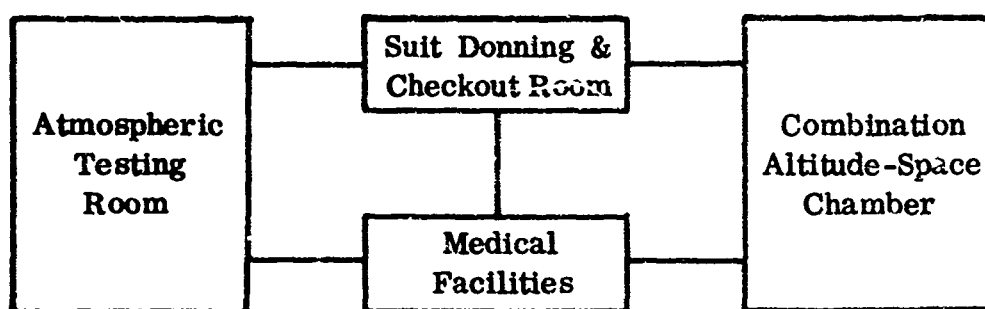 Suit Donning &
Checkout Room
Atmospheric
Testing
Room
Combination
Altitude-Space
Chamber
Medical
Facilities